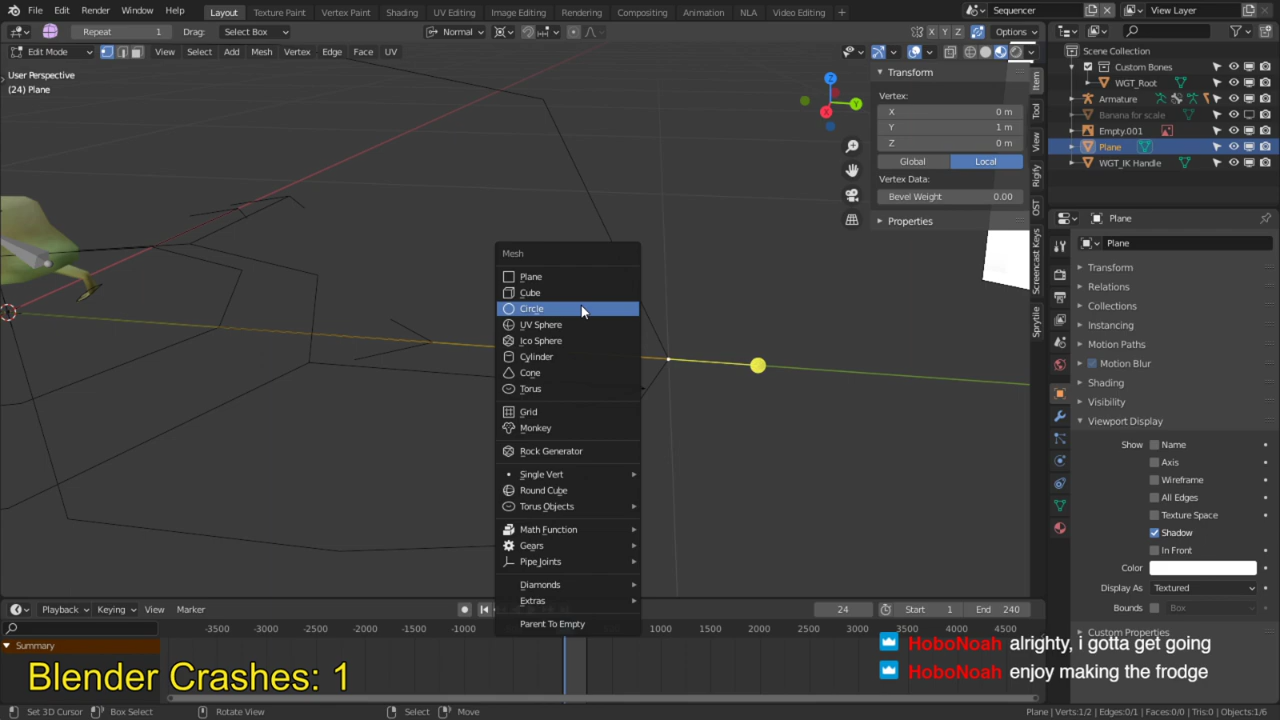 File Edit Render Window Help Layout Texture Paint Vertex Paint Shading UV Editing Image Editing Rendering Compositing Animation NLA Video Editing + Sequencer View Layer
Repeat 1 Drag: Select Box Normal X Y Z Options
Edit Mode View Select Add Mesh Vertex Edge Face UV
User Perspective
(24) Plane
Transform
Vertex:
X 0 m
Y 1 m
Z 0 m
Global Local
Vertex Data:
Bevel Weight 0.00
Properties
Item
Tool
View
Rigify
OST
Screencast Keys
Sprytile
Scene Collection
Custom Bones
WGT_Root
Armature
Banana for scale
Empty.001
Plane
WGT_IK Handle
Plane
Plane
Transform
Relations
Collections
Instancing
Motion Paths
Motion Blur
Shading
Visibility
Viewport Display
Show Name
Axis
Wireframe
All Edges
Texture Space
Shadow
In Front
Color
Display As Textured
Bounds Box
Custom Properties
Mesh
Plane
Cube
Circle
UV Sphere
Ico Sphere
Cylinder
Cone
Torus
Grid
Monkey
Rock Generator
Single Vert
Round Cube
Torus Objects
Math Function
Gears
Pipe Joints
Diamonds
Extras
Parent To Empty
Playback Keying View Marker 24 Start 1 End 240
-3500 -3000 -2500 -2000 -1500 -1000 1000 1500 2000 2500 3000 3500 4000 4500
Summary
HoboNoah alrighty, i gotta get going
HoboNoah enjoy making the frodge
Blender Crashes: 1
Set 3D Cursor Box Select Rotate View Select Move Plane | Verts:1/2 | Edges:0/1 | Faces:0/0 | Tris:0 | Objects:1/6